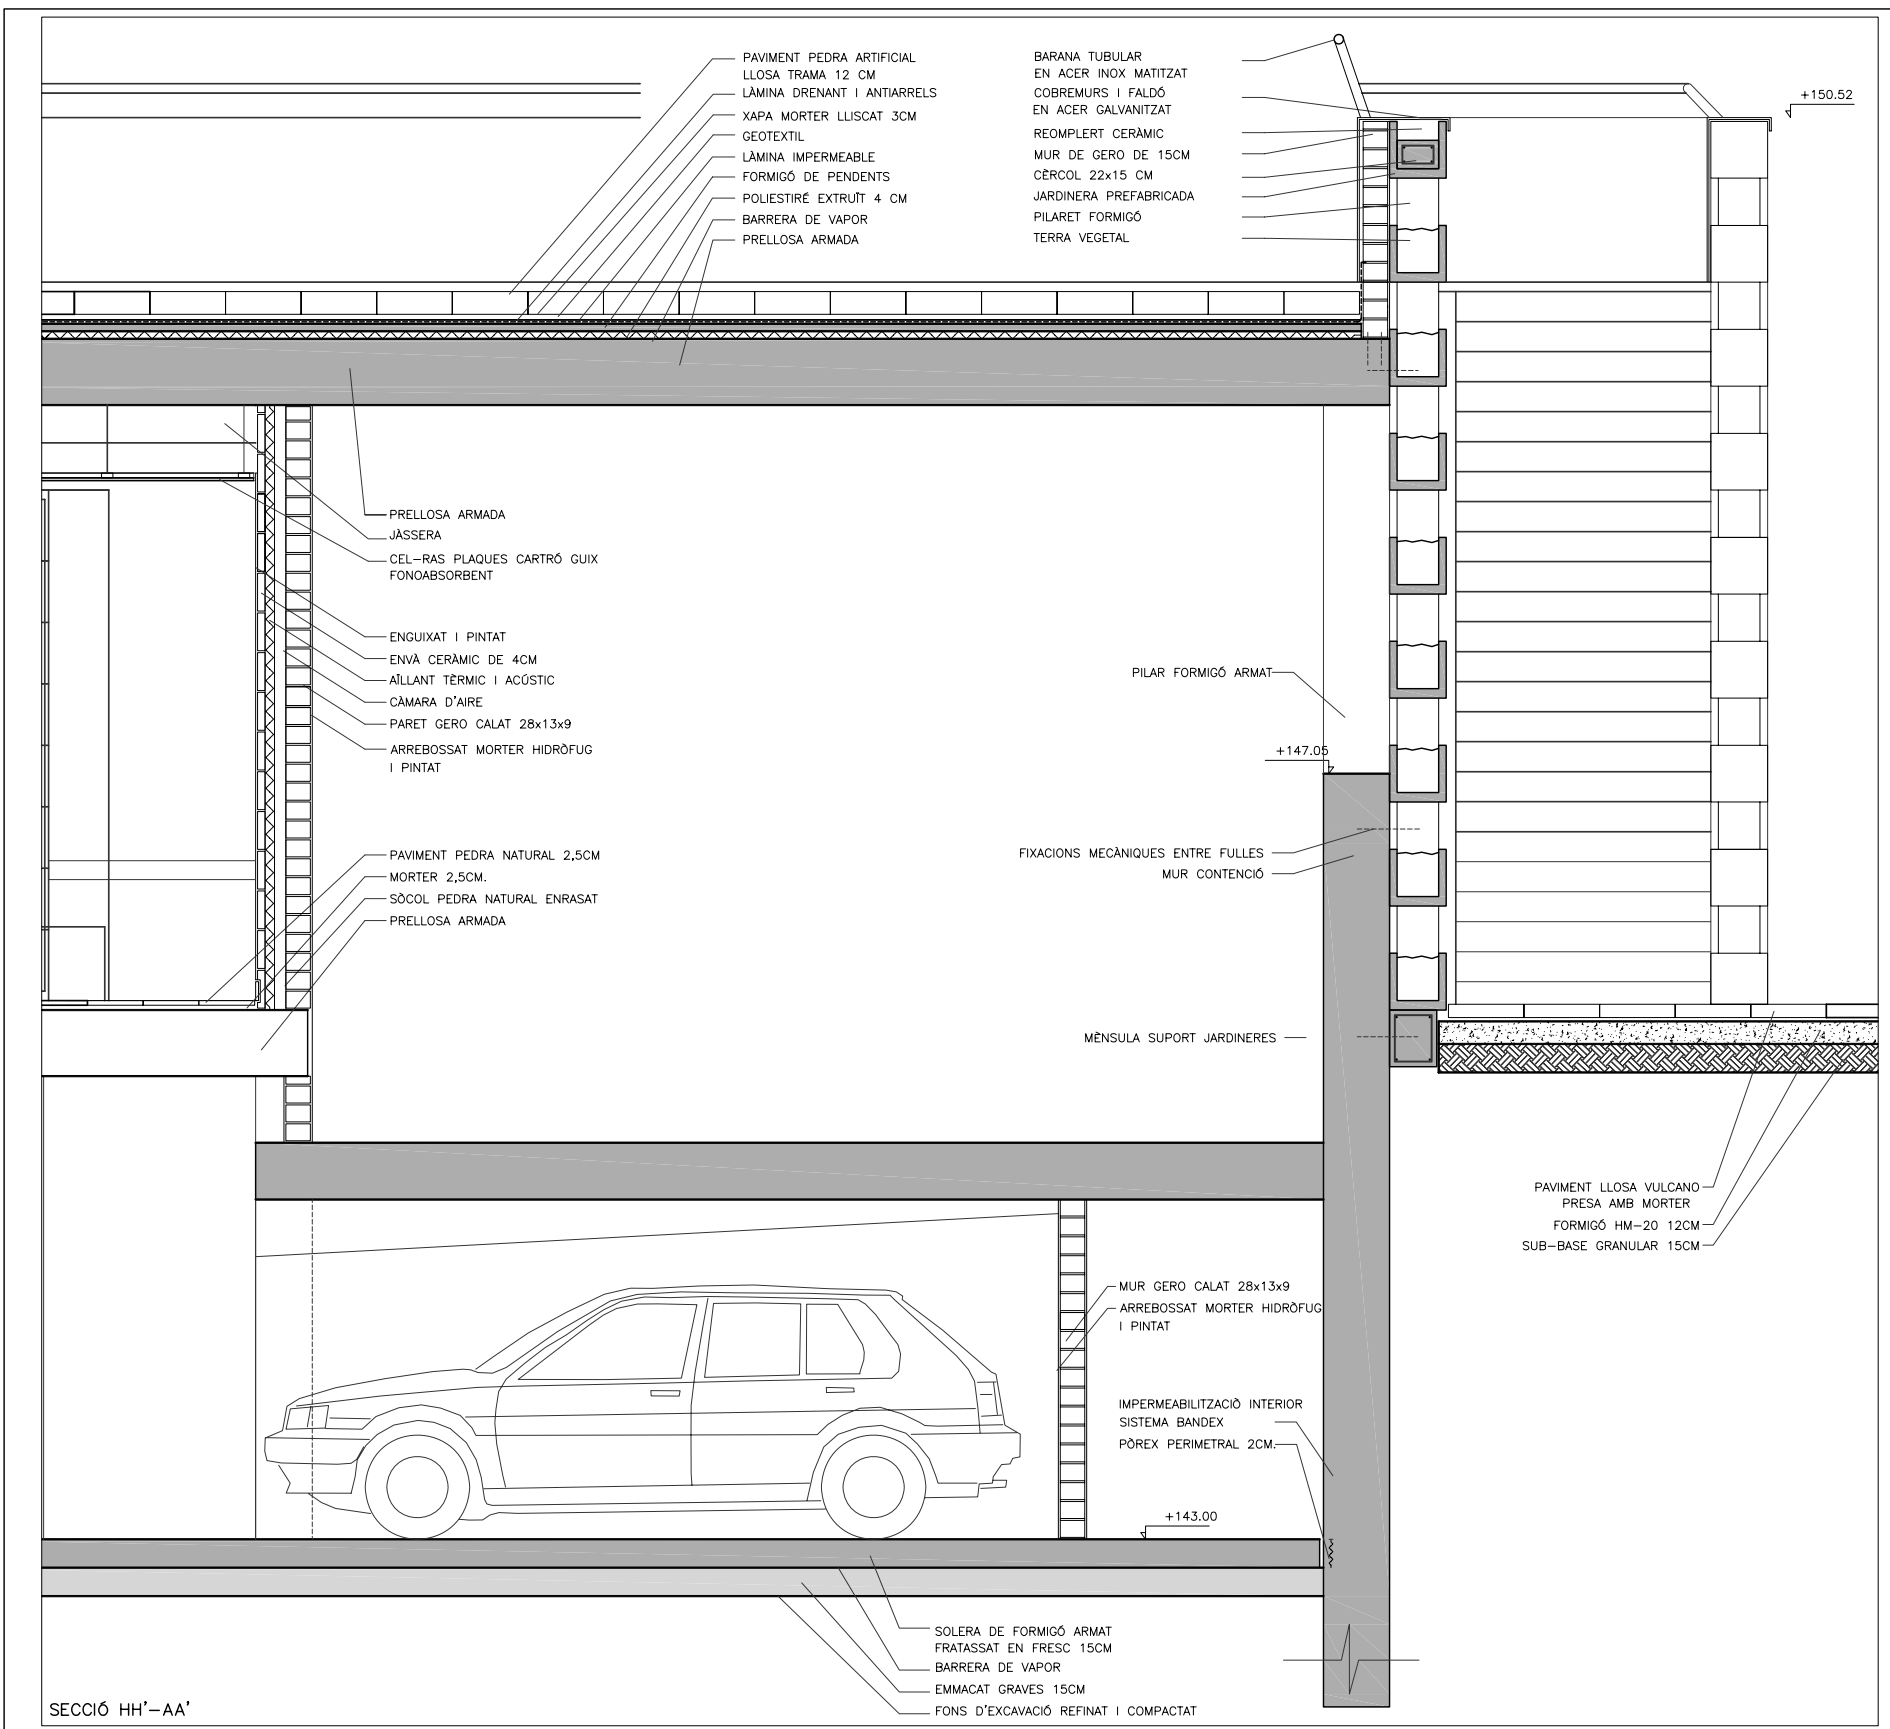 PAVIMENT PEDRA ARTIFICIAL
LLOSA TRAMA 12 CM
LÀMINA DRENANT I ANTIARRELS
XAPA MORTER LLISCAT 3CM
GEOTEXTIL
LÀMINA IMPERMEABLE
FORMIGÓ DE PENDENTS
POLIESTIRÉ EXTRUÏT 4 CM
BARRERA DE VAPOR
PRELLOSA ARMADA
BARANA TUBULAR
EN ACER INOX MATITZAT
COBREMURS I FALDÓ
EN ACER GALVANITZAT
REOMPLERT CERÀMIC
MUR DE GERO DE 15CM
CÈRCOL 22x15 CM
JARDINERA PREFABRICADA
PILARET FORMIGÓ
TERRA VEGETAL
+150.52
PRELLOSA ARMADA
JÀSSERA
CEL-RAS PLAQUES CARTRÓ GUIX
FONOABSORBENT
ENGUIXAT I PINTAT
ENVÀ CERÀMIC DE 4CM
AÏLLANT TÈRMIC I ACÚSTIC
CÀMARA D'AIRE
PARET GERO CALAT 28x13x9
ARREBOSSAT MORTER HIDRÒFUG
I PINTAT
PILAR FORMIGÓ ARMAT
+147.05
PAVIMENT PEDRA NATURAL 2,5CM
MORTER 2,5CM.
SÒCOL PEDRA NATURAL ENRASAT
PRELLOSA ARMADA
FIXACIONS MECÀNIQUES ENTRE FULLES
MUR CONTENCIÓ
MÈNSULA SUPORT JARDINERES
PAVIMENT LLOSA VULCANO
PRESA AMB MORTER
FORMIGÓ HM-20 12CM
SUB-BASE GRANULAR 15CM
MUR GERO CALAT 28x13x9
ARREBOSSAT MORTER HIDRÒFUG
I PINTAT
IMPERMEABILITZACIÒ INTERIOR
SISTEMA BANDEX
PÒREX PERIMETRAL 2CM.
+143.00
SOLERA DE FORMIGÓ ARMAT
FRATASSAT EN FRESC 15CM
BARRERA DE VAPOR
EMMACAT GRAVES 15CM
FONS D'EXCAVACIÓ REFINAT I COMPACTAT
SECCIÓ HH'-AA'